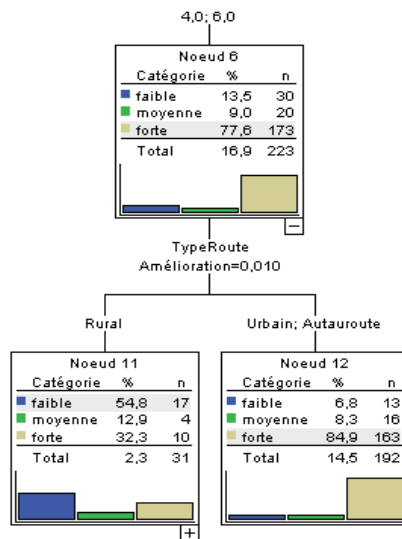 4,0; 6,0
Noeud 6
Catégorie % n
faible 13,5 30
moyenne 9,0 20
forte 77,6 173
Total 16,9 223
TypeRoute
Amélioration=0,010
Rural
Urbain; Autauroute
Noeud 11
Catégorie % n
faible 54,8 17
moyenne 12,9 4
forte 32,3 10
Total 2,3 31
Noeud 12
Catégorie % n
faible 6,8 13
moyenne 8,3 16
forte 84,9 163
Total 14,5 192